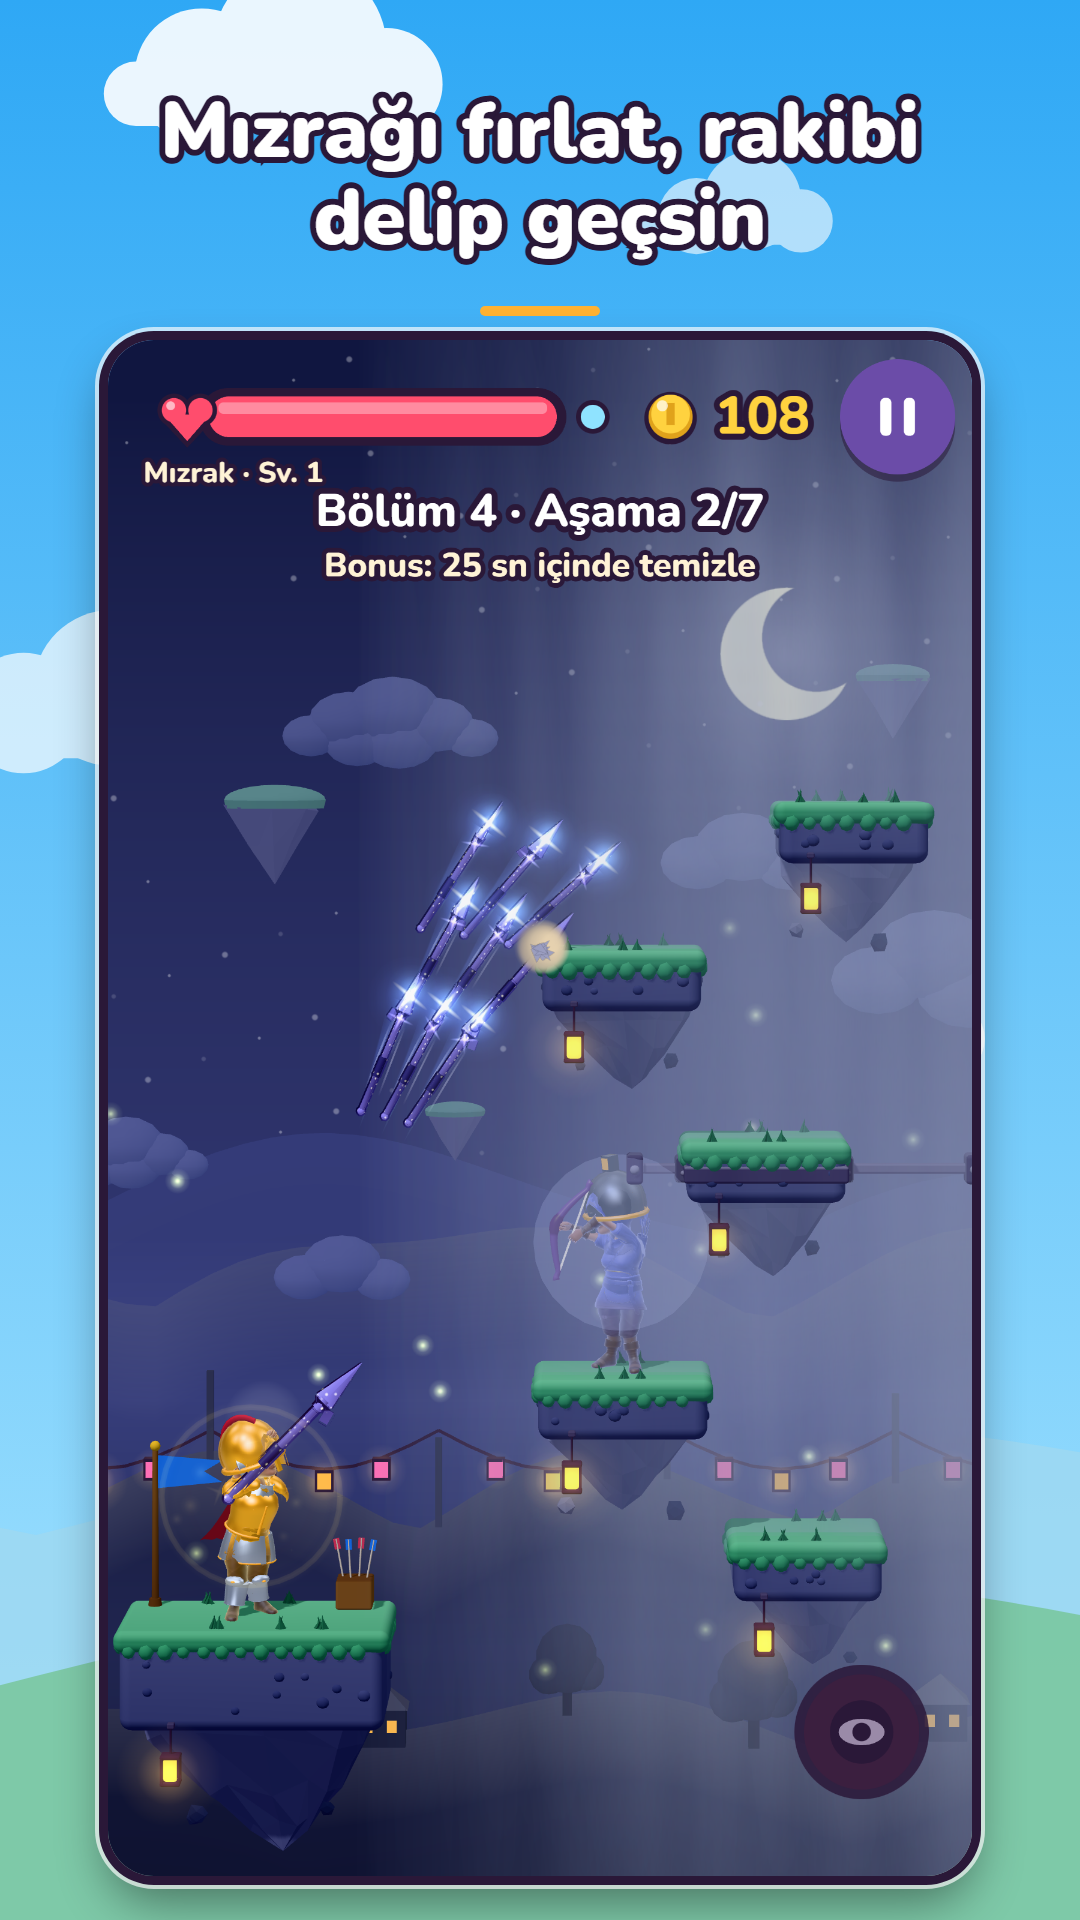 Mızrağı fırlat, rakibi
delip geçsin
108
Mızrak · Sv. 1
Bölüm 4 · Aşama 2/7
Bonus: 25 sn içinde temizle